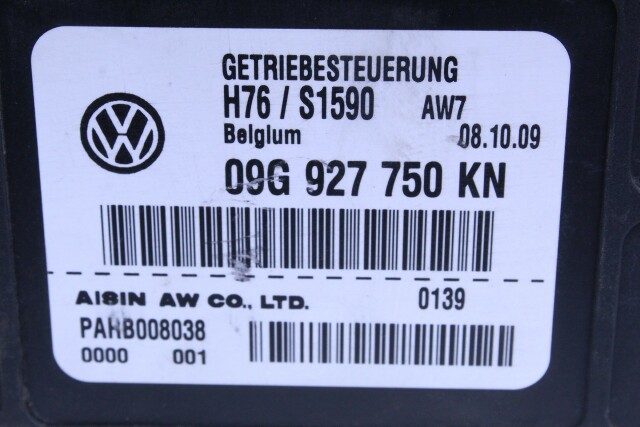 GETRIEBESTEUERUNG
H76 / S1590 AW7
Belgium 08.10.09
09G 927 750 KN
AISIN AW CO., LTD. 0139
PAHB008038
0000 001